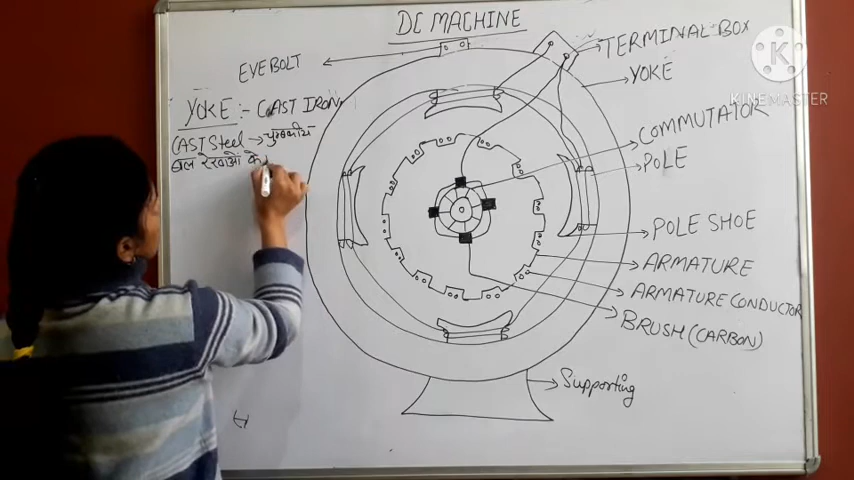 DC MACHINE
EYE BOLT
YOKE :- CAST IRON,
CAST Steel → चुम्बकीय
बल रेखाओं के
TERMINAL BOX
YOKE
COMMUTATOR
POLE
POLE SHOE
ARMATURE
ARMATURE CONDUCTOR
BRUSH (CARBON)
Supporting
KINEMASTER